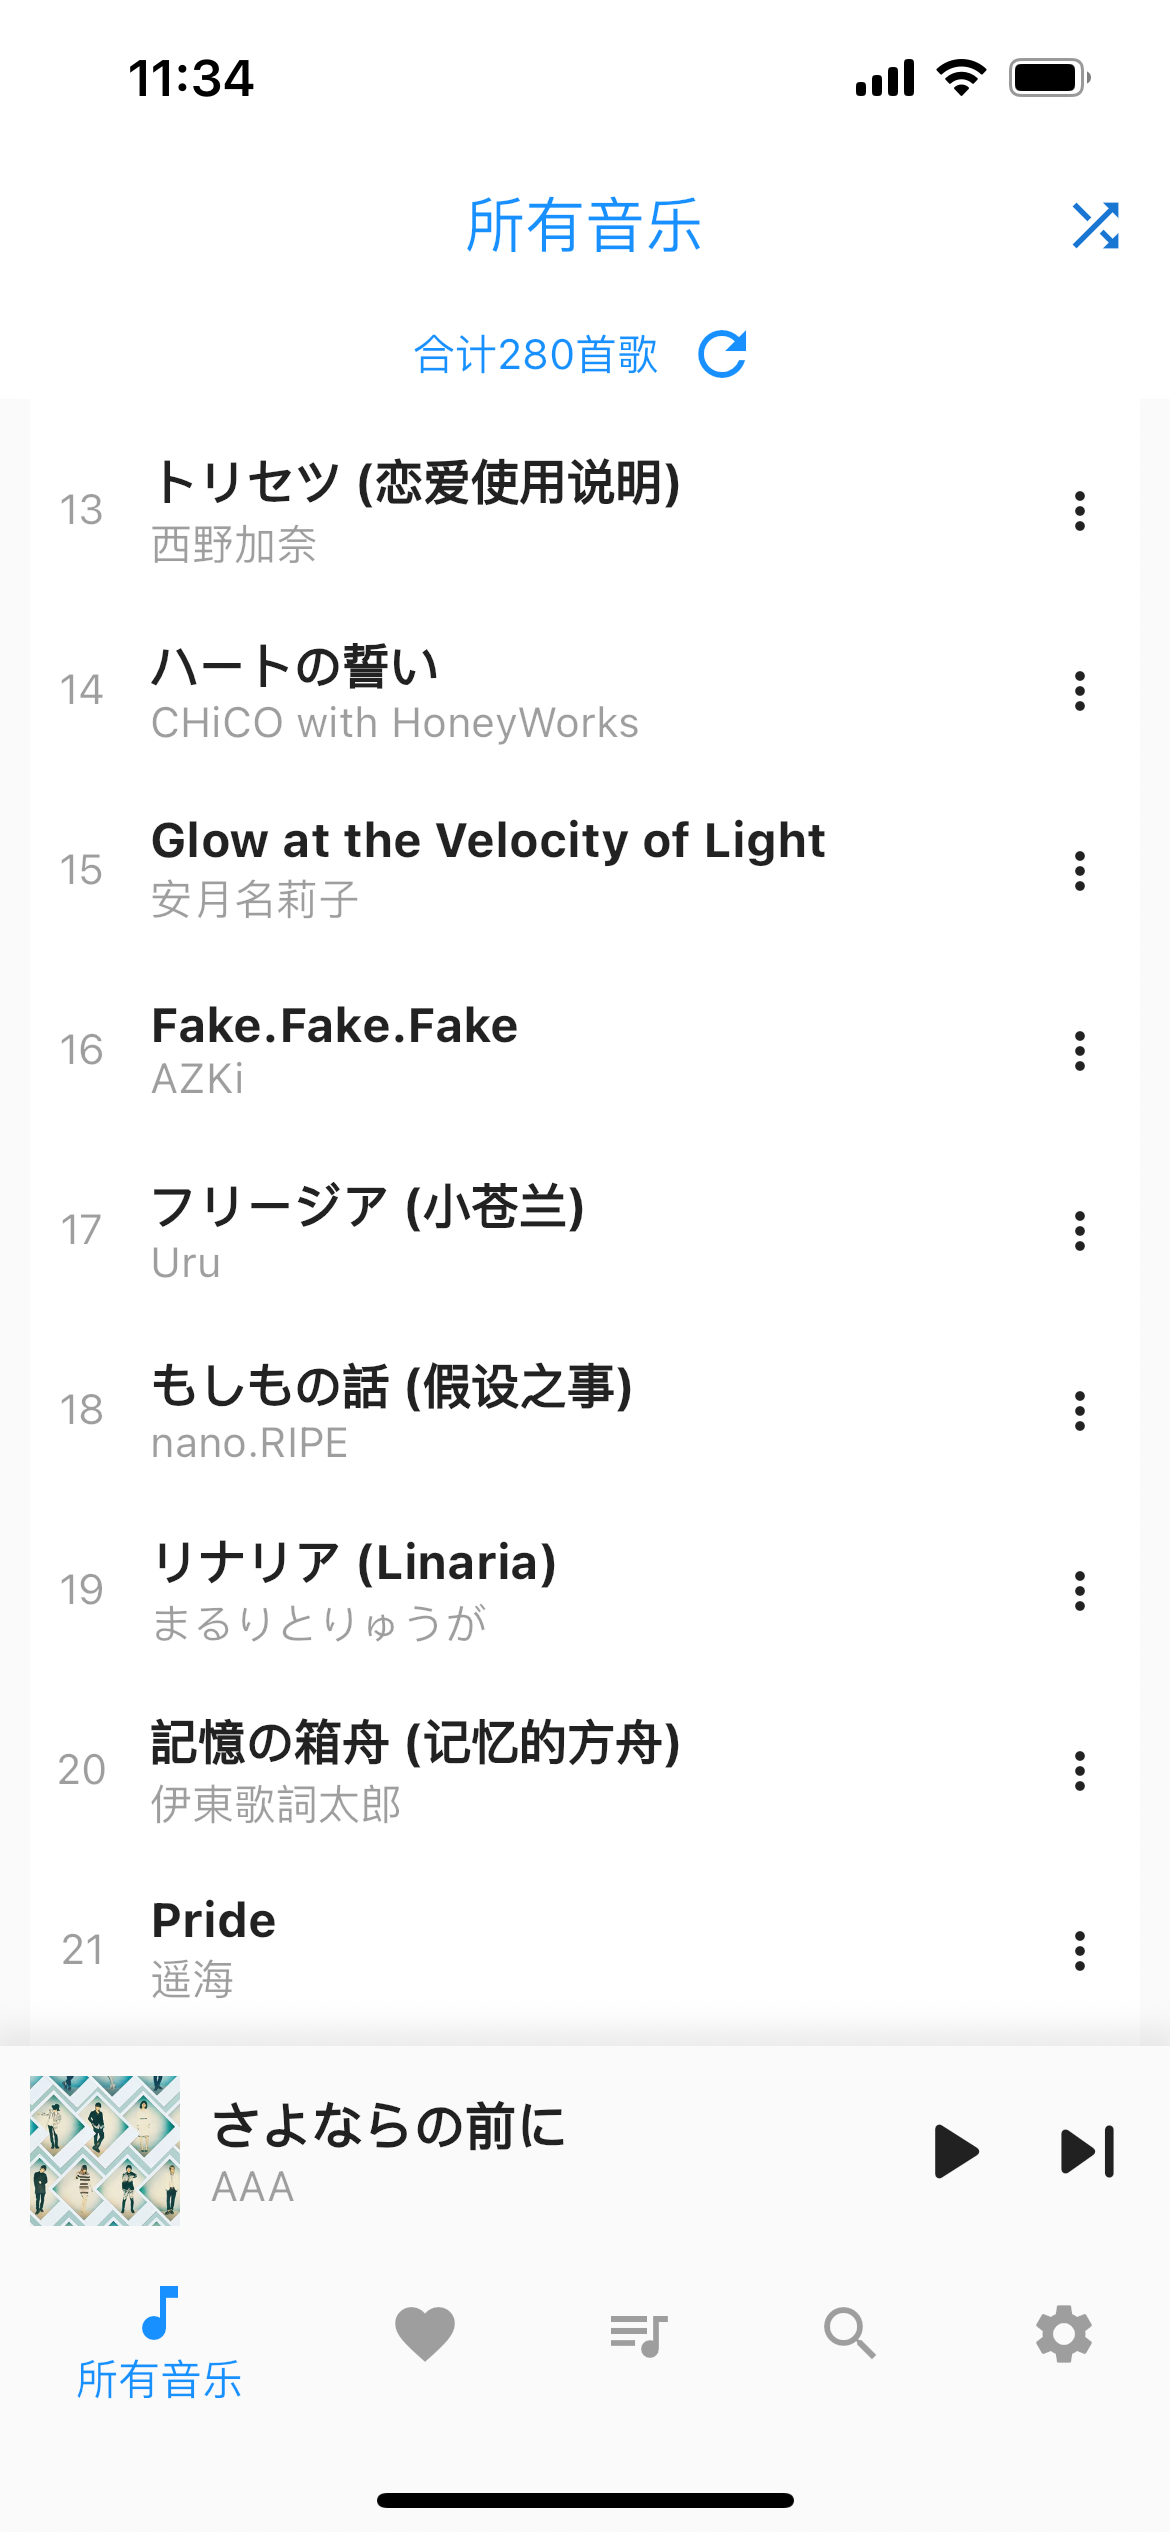 11:34
所有音乐
合计280首歌
13
トリセツ (恋爱使用说明)
西野加奈
14
ハートの誓い
CHiCO with HoneyWorks
15
Glow at the Velocity of Light
安月名莉子
16
Fake.Fake.Fake
AZKi
17
フリージア (小苍兰)
Uru
18
もしもの話 (假设之事)
nano.RIPE
19
リナリア (Linaria)
まるりとりゅうが
20
記憶の箱舟 (记忆的方舟)
伊東歌詞太郎
21
Pride
遥海
さよならの前に
AAA
所有音乐